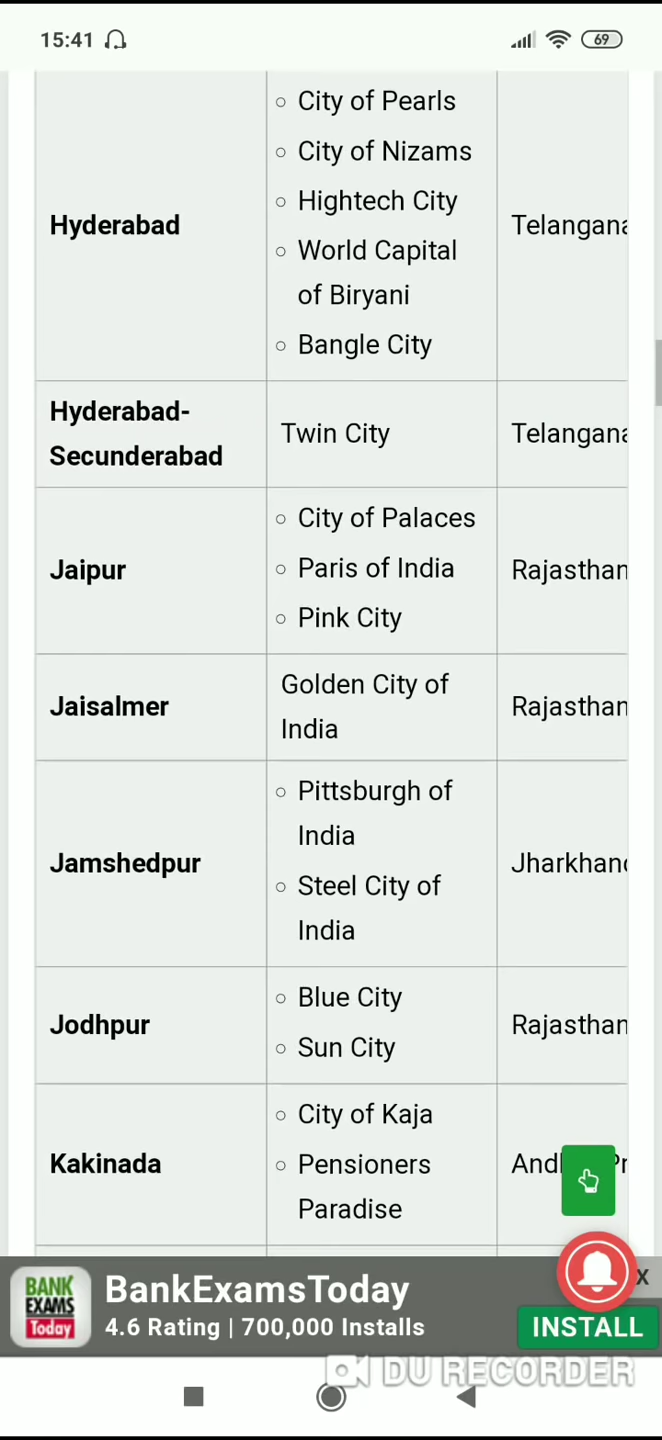 15:41
69
City of Pearls
City of Nizams
Hightech City
World Capital
of Biryani
Bangle City
Hyderabad
Telangana
Hyderabad-
Secunderabad
Twin City
Telangana
City of Palaces
Paris of India
Pink City
Jaipur
Rajasthan
Jaisalmer
Golden City of
India
Rajasthan
Pittsburgh of
India
Steel City of
India
Jamshedpur
Jharkhand
Blue City
Sun City
Jodhpur
Rajasthan
City of Kaja
Pensioners
Paradise
Kakinada
BANK
EXAMS
Today
BankExamsToday
4.6 Rating | 700,000 Installs
X
INSTALL
DU RECORDER